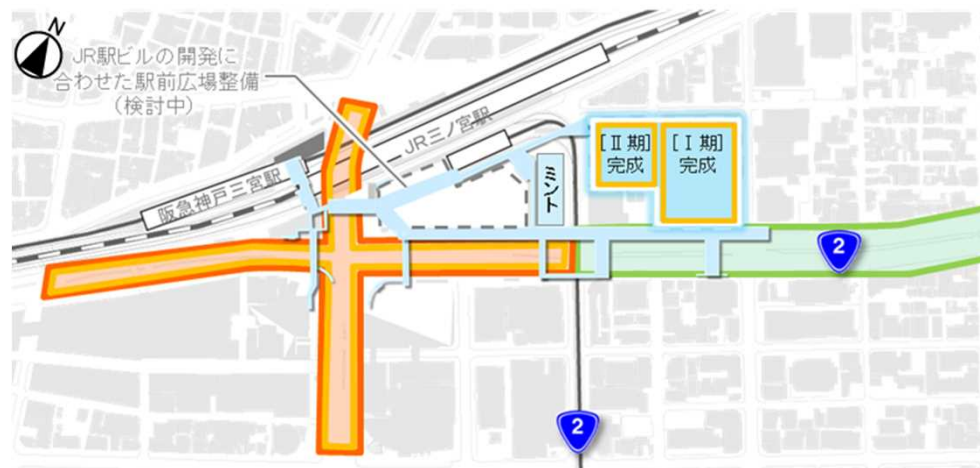 N
JR駅ビルの開発に
合わせた駅前広場整備
(検討中)
JR三ノ宮駅
阪急神戸三宮駅
ミント
[Ⅱ期]
完成
[Ⅰ期]
完成
2
2